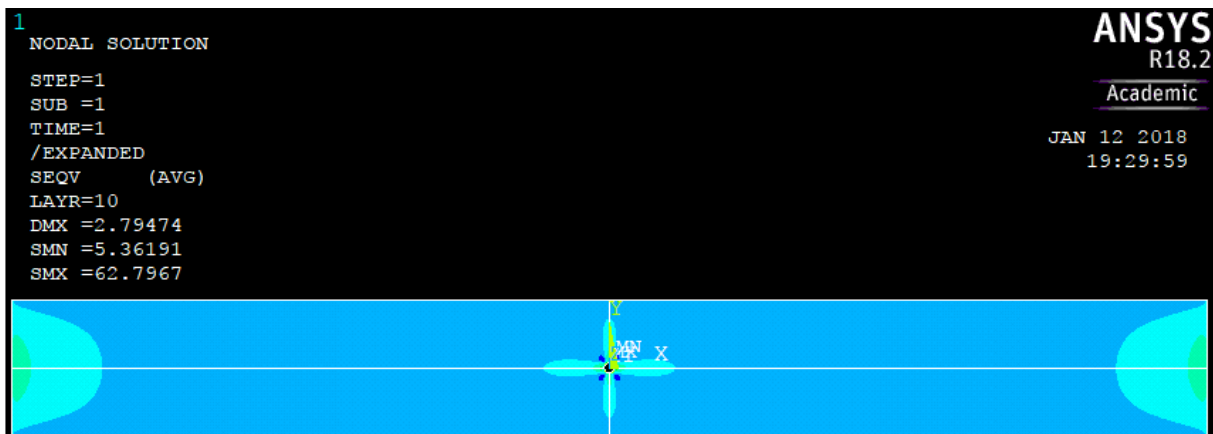 1
NODAL SOLUTION
STEP=1
SUB =1
TIME=1
/EXPANDED
SEQV (AVG)
LAYR=10
DMX =2.79474
SMN =5.36191
SMX =62.7967
ANSYS
R18.2
Academic
JAN 12 2018
19:29:59
Y
X